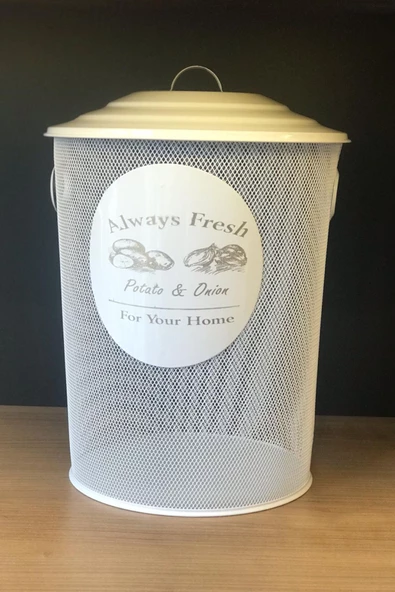 Always Fresh
Potato & Onion
For Your Home